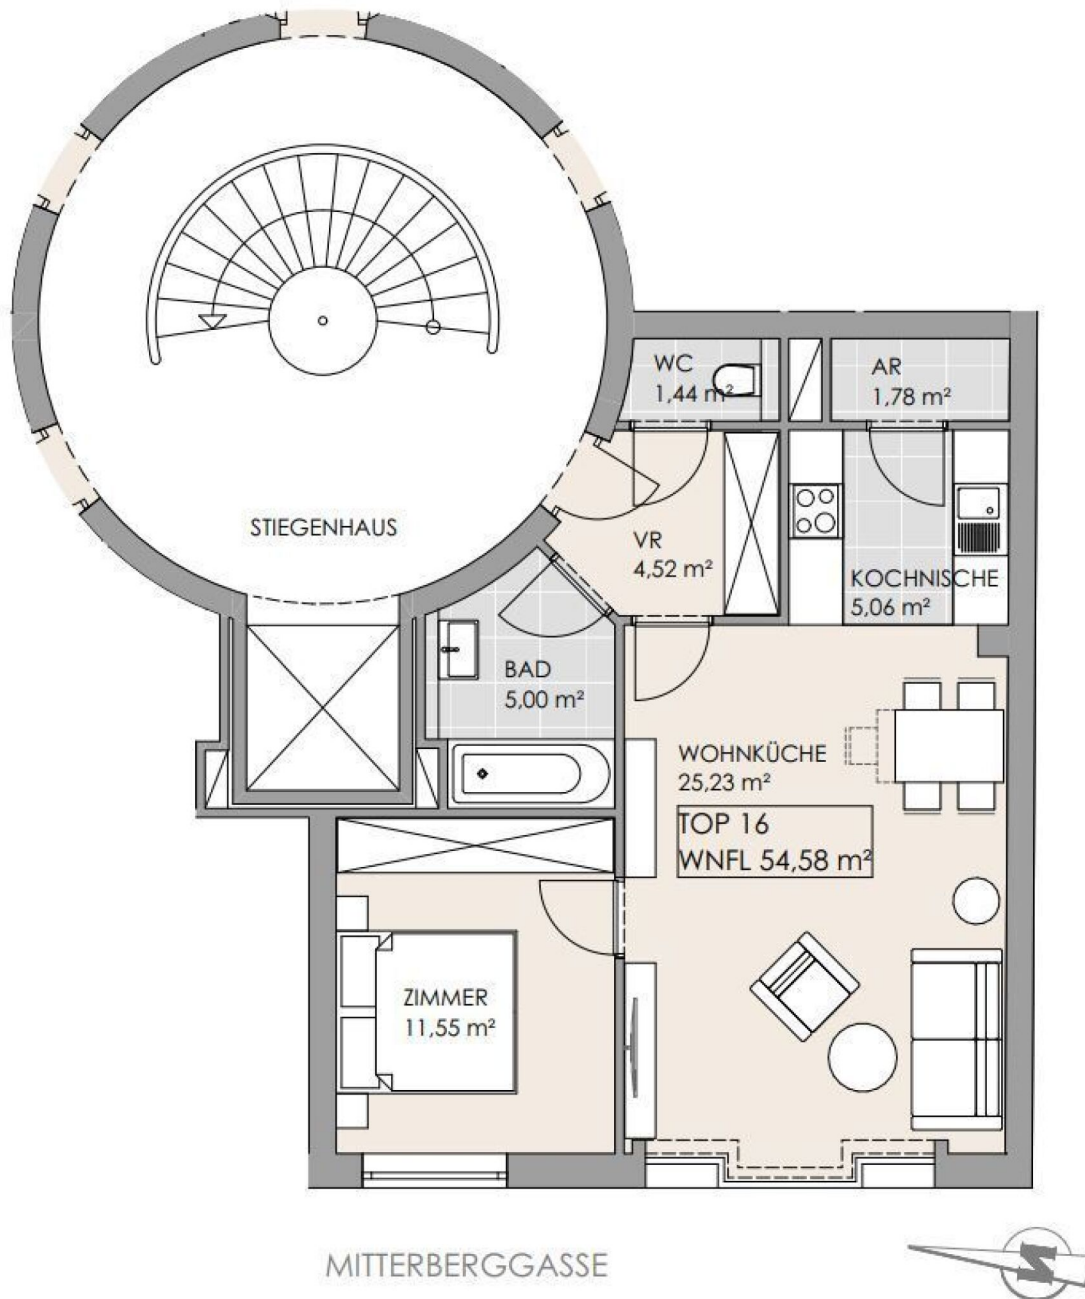 WC
1,44 m²
AR
1,78 m²
STIEGENHAUS
VR
4,52 m²
KOCHNISCHE
5,06 m²
BAD
5,00 m²
WOHNKÜCHE
25,23 m²
TOP 16
WNFL 54,58 m²
ZIMMER
11,55 m²
MITTERBERGGASSE
N